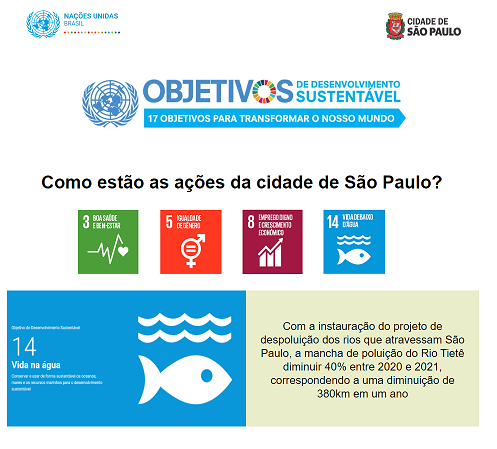 NAÇÕES UNIDAS
BRASIL
CIDADE DE
SÃO PAULO
OBJETIVOS
DE DESENVOLVIMENTO
SUSTENTÁVEL
17 OBJETIVOS PARA TRANSFORMAR O NOSSO MUNDO
Como estão as ações da cidade de São Paulo?
3 BOA SAÚDE
E BEM-ESTAR
5 IGUALDADE
DE GÊNERO
8 EMPREGO DIGNO
E CRESCIMENTO
ECONÔMICO
14 VIDA DEBAIXO
D'ÁGUA
Objetivo de Desenvolvimento Sustentável
14
Vida na água
Conservar e usar de forma sustentável os oceanos,
mares e os recursos marinhos para o desenvolvimento
sustentável
Com a instauração do projeto de
despoluição dos rios que atravessam São
Paulo, a mancha de poluição do Rio Tietê
diminuir 40% entre 2020 e 2021,
correspondendo a uma diminuição de
380km em um ano